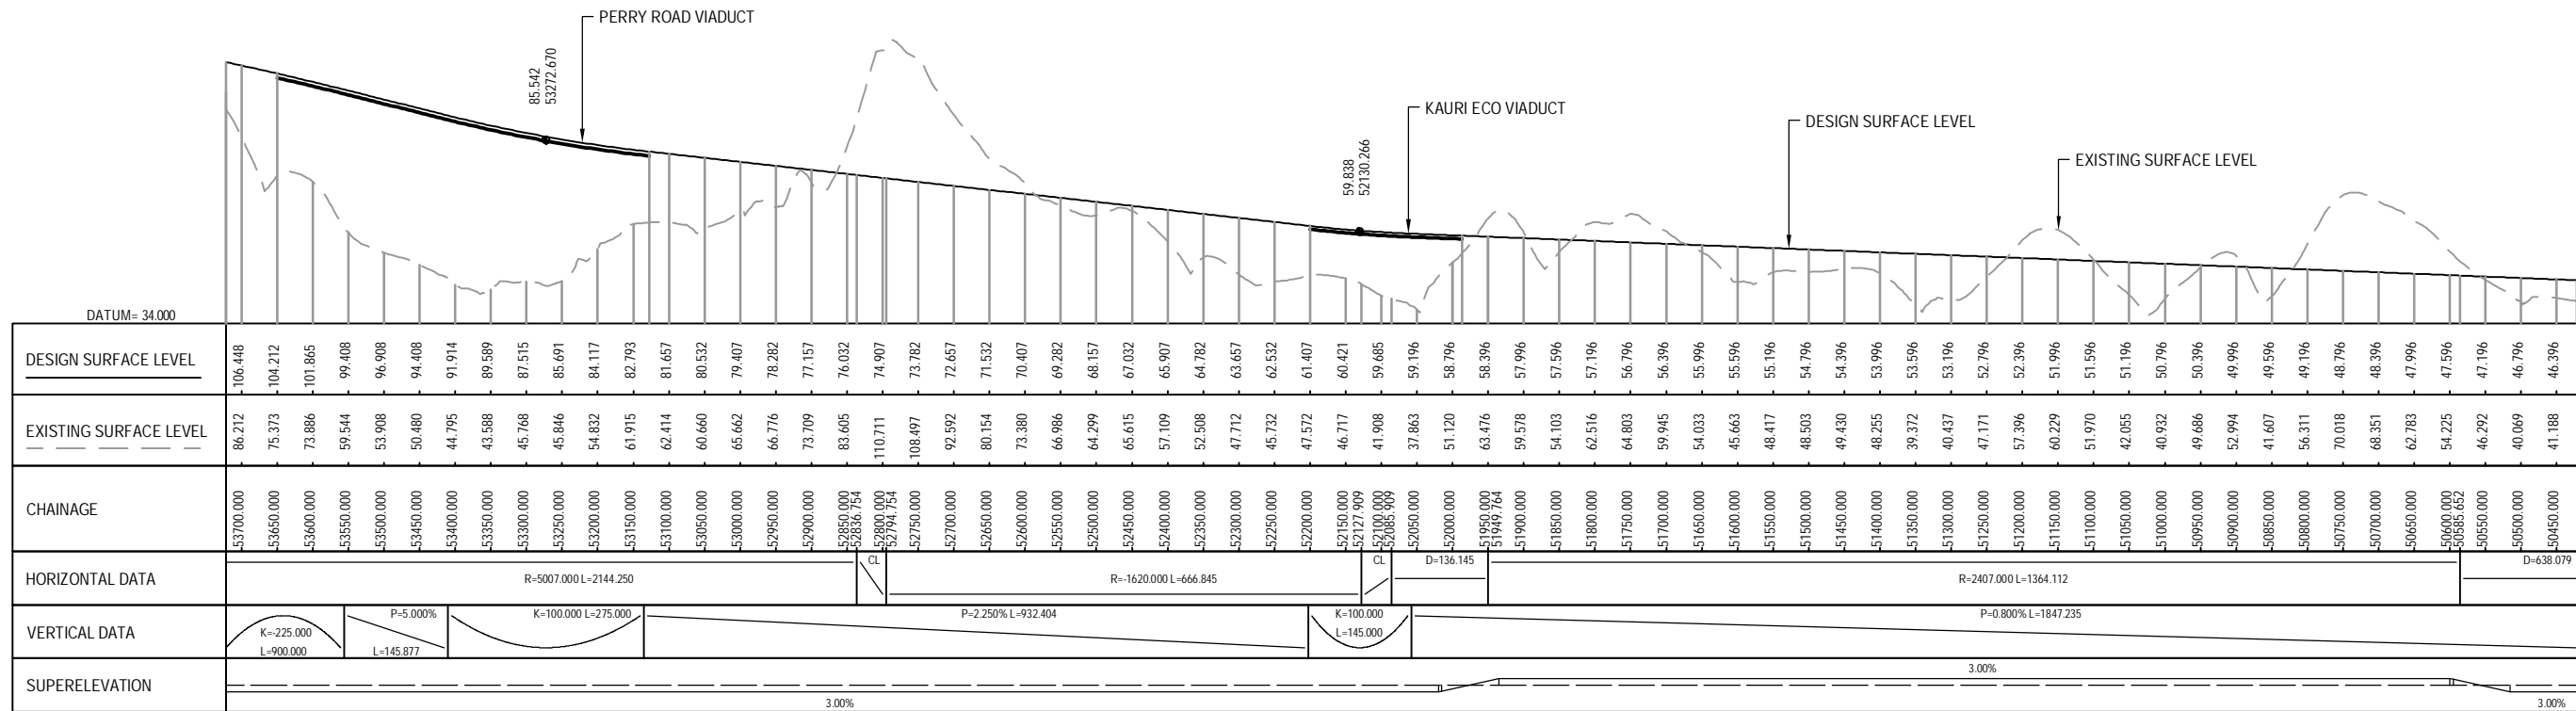 PERRY ROAD VIADUCT
85.542
53272.670
KAURI ECO VIADUCT
59.838
52130.266
DESIGN SURFACE LEVEL
EXISTING SURFACE LEVEL
DATUM= 34.000
DESIGN SURFACE LEVEL 106.448 104.212 101.865 99.408 96.908 94.408 91.914 89.589 87.515 85.691 84.117 82.793 81.657 80.532 79.407 78.282 77.157 76.032 74.907 73.782 72.657 71.532 70.407 69.282 68.157 67.032 65.907 64.782 63.657 62.532 61.407 60.421 59.685 59.196 58.796 58.396 57.996 57.596 57.196 56.796 56.396 55.996 55.596 55.196 54.796 54.396 53.996 53.596 53.196 52.796 52.396 51.996 51.596 51.196 50.796 50.396 49.996 49.596 49.196 48.796 48.396 47.996 47.596 47.196 46.796 46.396
EXISTING SURFACE LEVEL 86.212 75.373 73.886 59.544 53.908 50.480 44.795 43.588 45.768 45.846 54.832 61.915 62.414 60.660 65.662 66.776 73.709 83.605 110.711 108.497 92.592 80.154 73.380 66.986 64.299 65.615 57.109 52.508 47.712 45.732 47.572 46.717 41.908 37.863 51.120 63.476 59.578 54.103 62.516 64.803 59.945 54.033 45.663 48.417 48.503 49.430 48.255 39.372 40.437 47.171 57.396 60.229 51.970 42.055 40.932 49.686 52.994 41.607 56.311 70.018 68.351 62.783 54.225 46.292 40.069 41.188
CHAINAGE 53700.000 53650.000 53600.000 53550.000 53500.000 53450.000 53400.000 53350.000 53300.000 53250.000 53200.000 53150.000 53100.000 53050.000 53000.000 52950.000 52900.000 52850.000 52836.754 52800.000 52794.754 52750.000 52700.000 52650.000 52600.000 52550.000 52500.000 52450.000 52400.000 52350.000 52300.000 52250.000 52200.000 52150.000 52127.909 52100.000 52085.909 52050.000 52000.000 51950.000 51949.764 51900.000 51850.000 51800.000 51750.000 51700.000 51650.000 51600.000 51550.000 51500.000 51450.000 51400.000 51350.000 51300.000 51250.000 51200.000 51150.000 51100.000 51050.000 51000.000 50950.000 50900.000 50850.000 50800.000 50750.000 50700.000 50650.000 50600.000 50585.652 50550.000 50500.000 50450.000
HORIZONTAL DATA R=5007.000 L=2144.250 CL R=-1620.000 L=666.845 CL D=136.145 R=2407.000 L=1364.112 D=638.079
VERTICAL DATA K=-225.000 L=900.000 P=5.000% L=145.877 K=100.000 L=275.000 P=2.250% L=932.404 K=100.000 L=145.000 P=0.800% L=1847.235
SUPERELEVATION 3.00% 3.00% 3.00%